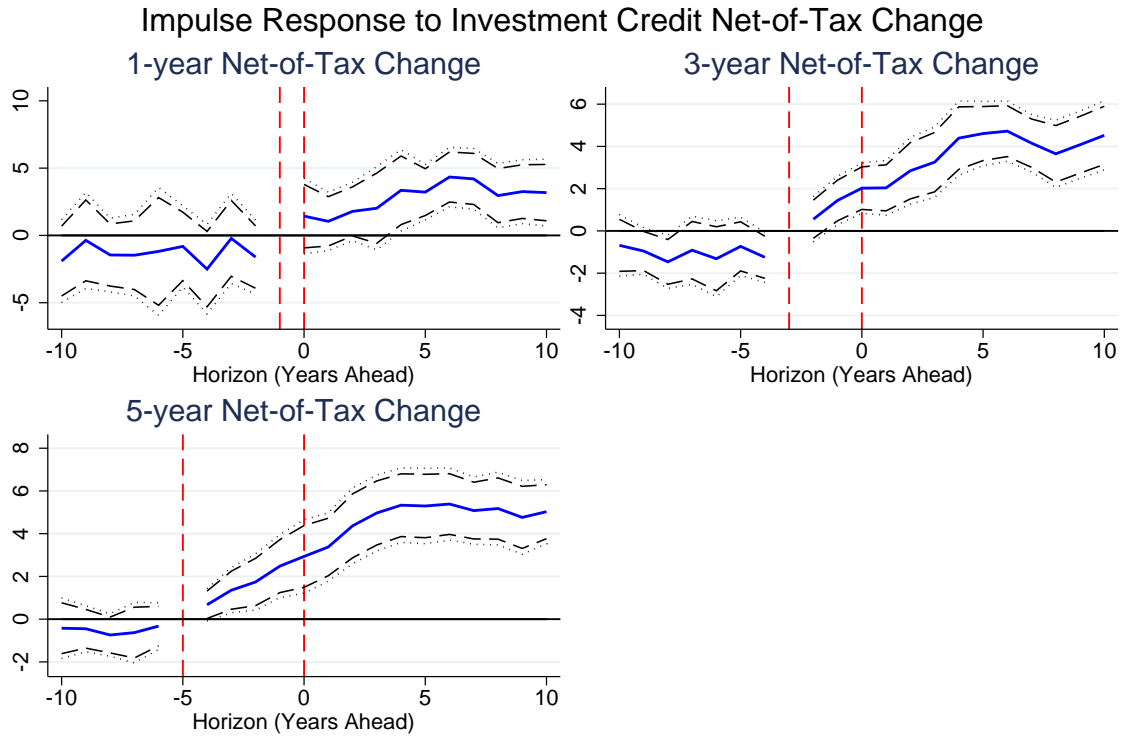 Impulse Response to Investment Credit Net-of-Tax Change
1-year Net-of-Tax Change
10
5
0
-5
-10 -5 0 5 10
Horizon (Years Ahead)
3-year Net-of-Tax Change
6
4
2
0
-2
-4
-10 -5 0 5 10
Horizon (Years Ahead)
5-year Net-of-Tax Change
8
6
4
2
0
-2
-10 -5 0 5 10
Horizon (Years Ahead)